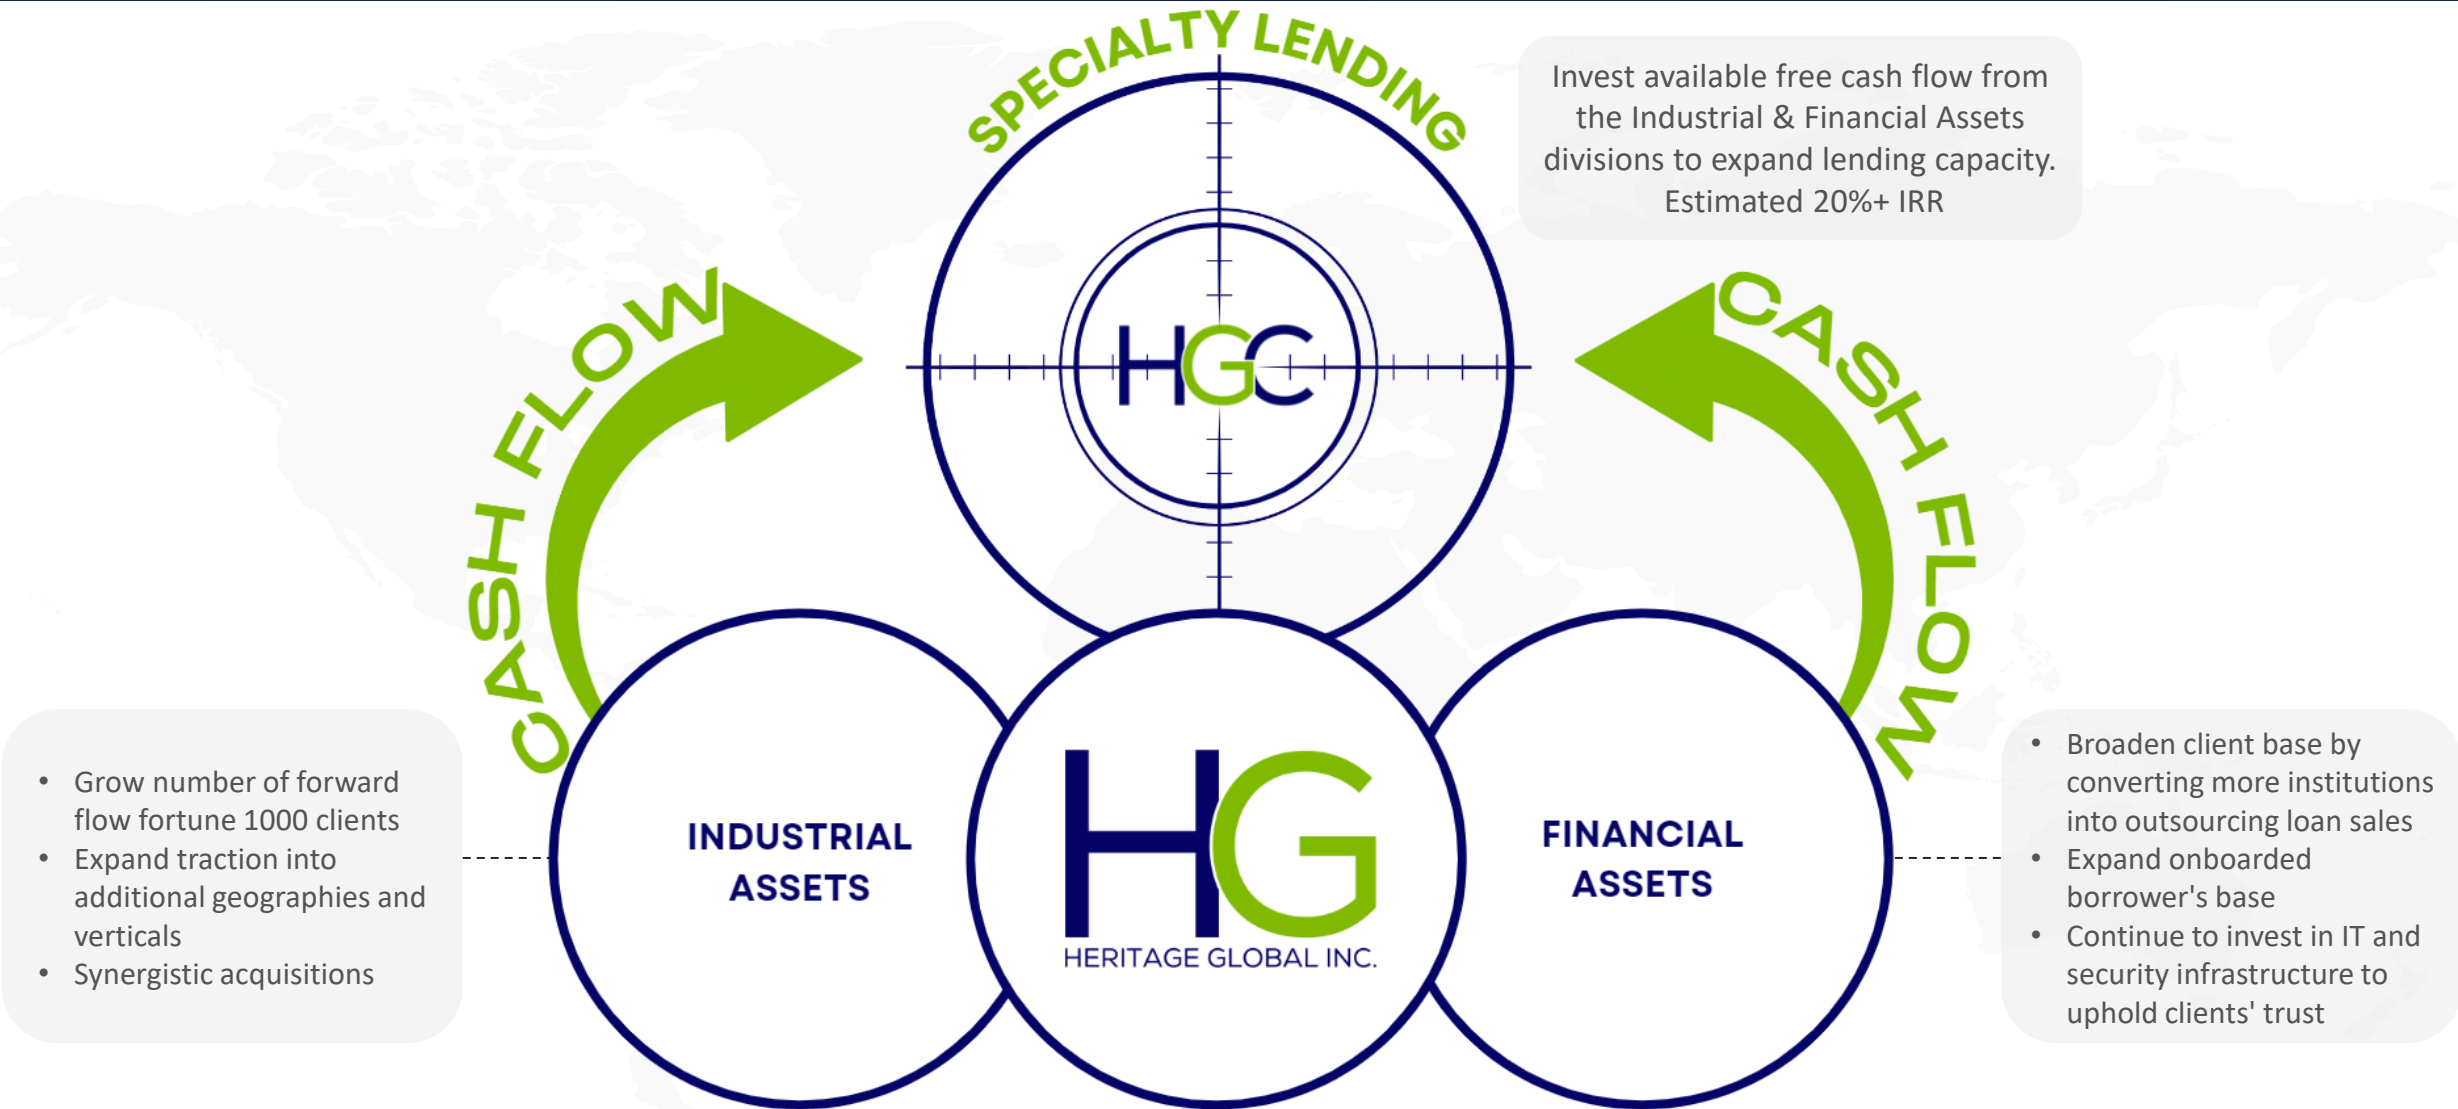 SPECIALTY LENDING
Invest available free cash flow from
the Industrial & Financial Assets
divisions to expand lending capacity.
Estimated 20%+ IRR
CASH FLOW
HGC
CASH FLOW
• Grow number of forward
flow fortune 1000 clients
• Expand traction into
additional geographies and
verticals
• Synergistic acquisitions
INDUSTRIAL
ASSETS
HG
HERITAGE GLOBAL INC.
FINANCIAL
ASSETS
• Broaden client base by
converting more institutions
into outsourcing loan sales
• Expand onboarded
borrower's base
• Continue to invest in IT and
security infrastructure to
uphold clients' trust